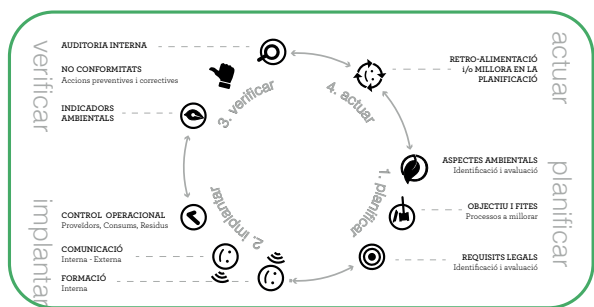 verificar
AUDITORIA INTERNA
NO CONFORMITATS
Accions preventives i correctives
INDICADORS
AMBIENTALS
3. verificar
actuar
RETRO-ALIMENTACIÓ
i/o MILLORA EN LA
PLANIFICACIÓ
4. actuar
planificar
ASPECTES AMBIENTALS
Identificació i avaluació
OBJECTIU I FITES
Processos a millorar
REQUISITS LEGALS
Identificació i avaluació
1. planificar
implantar
CONTROL OPERACIONAL
Proveïdors, Consums, Residus
COMUNICACIÓ
Interna - Externa
FORMACIÓ
Interna
2. implantar